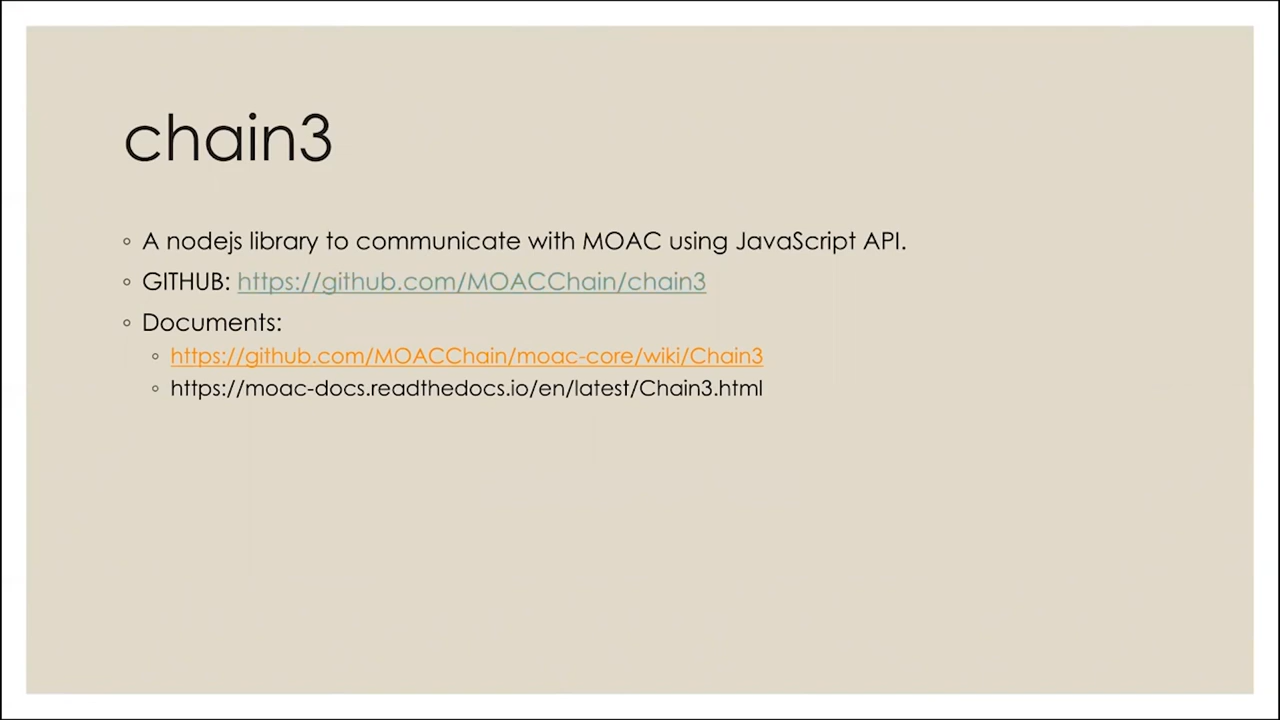 chain3
◦ A nodejs library to communicate with MOAC using JavaScript API.
◦ GITHUB: https://github.com/MOACChain/chain3
◦ Documents:
◦ https://github.com/MOACChain/moac-core/wiki/Chain3
◦ https://moac-docs.readthedocs.io/en/latest/Chain3.html